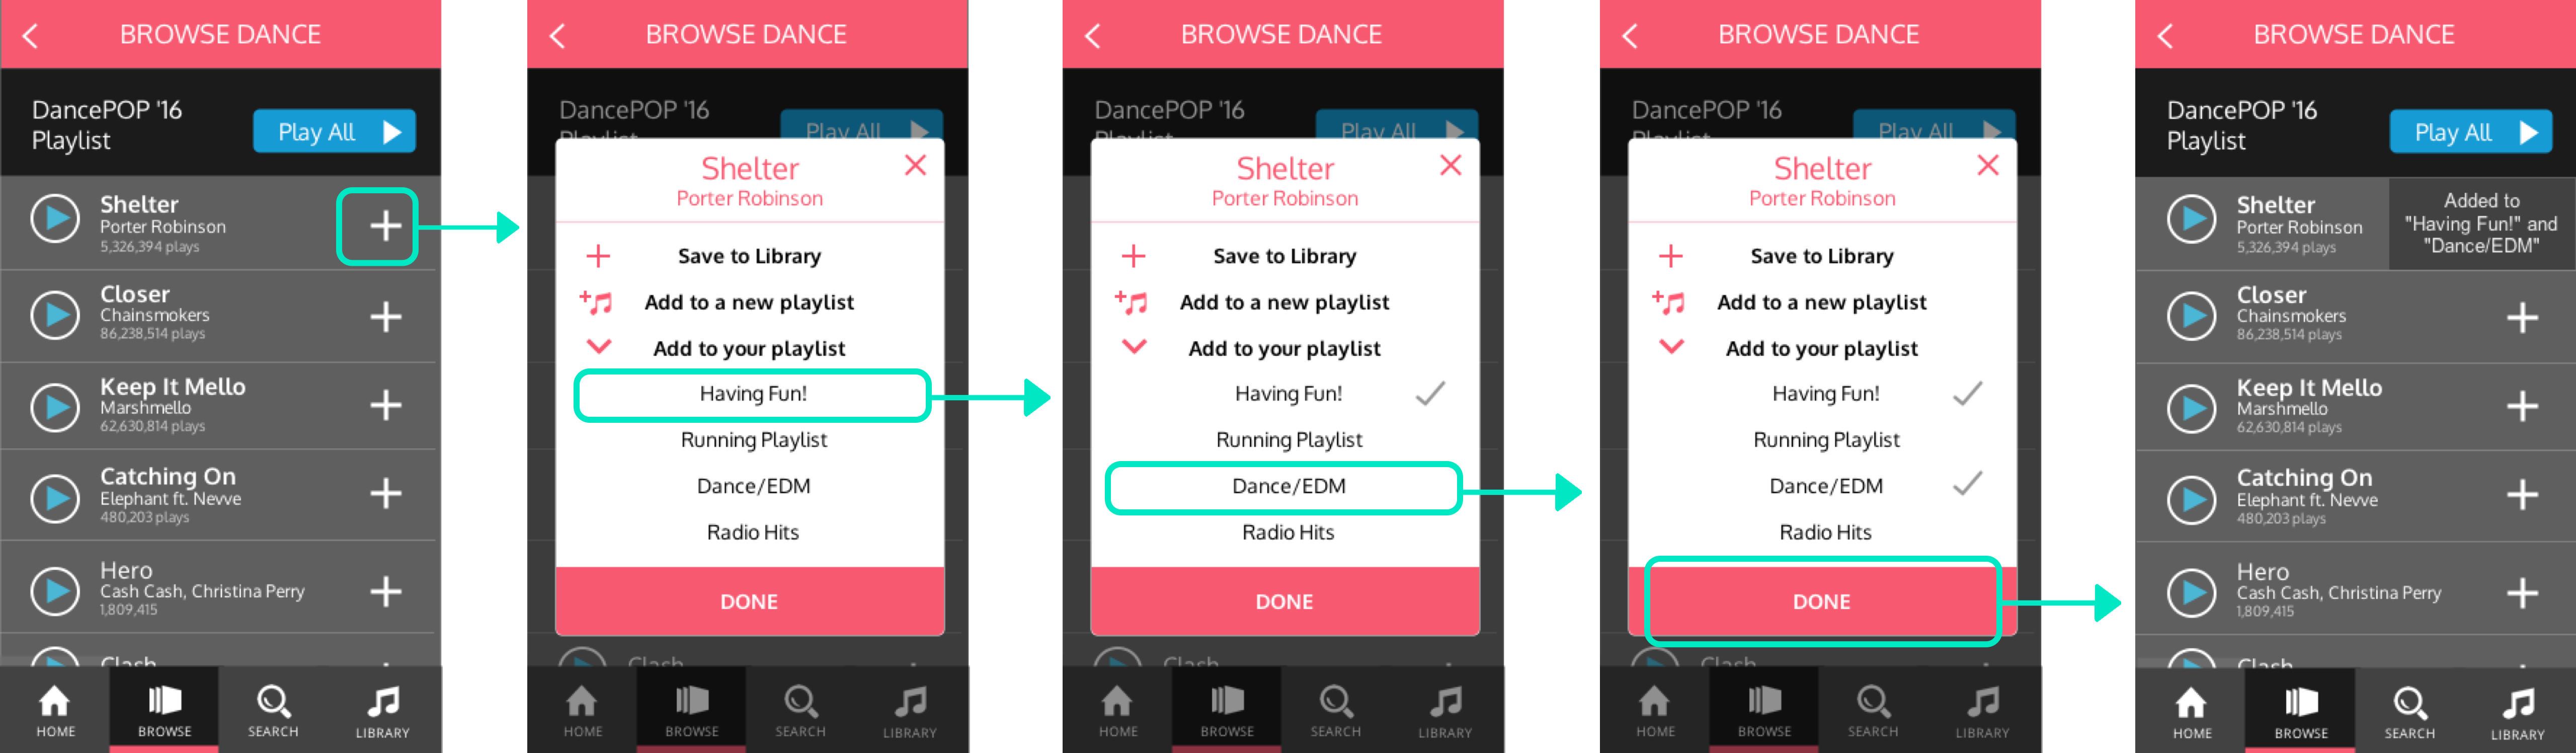 BROWSE DANCE
DancePOP '16
Playlist
Play All
Shelter
Porter Robinson
5,326,394 plays
Closer
Chainsmokers
86,238,514 plays
Keep It Mello
Marshmello
62,630,814 plays
Catching On
Elephant ft. Nevve
480,203 plays
Hero
Cash Cash, Christina Perry
1,809,415
Clash
HOME
BROWSE
SEARCH
LIBRARY
BROWSE DANCE
DancePOP '16
Playlist
Play All
Shelter
Porter Robinson
Save to Library
Add to a new playlist
Add to your playlist
Having Fun!
Running Playlist
Dance/EDM
Radio Hits
DONE
Clash
HOME
BROWSE
SEARCH
LIBRARY
BROWSE DANCE
DancePOP '16
Playlist
Play All
Shelter
Porter Robinson
Save to Library
Add to a new playlist
Add to your playlist
Having Fun!
Running Playlist
Dance/EDM
Radio Hits
DONE
Clash
HOME
BROWSE
SEARCH
LIBRARY
BROWSE DANCE
DancePOP '16
Playlist
Play All
Shelter
Porter Robinson
Save to Library
Add to a new playlist
Add to your playlist
Having Fun!
Running Playlist
Dance/EDM
Radio Hits
DONE
Clash
HOME
BROWSE
SEARCH
LIBRARY
BROWSE DANCE
DancePOP '16
Playlist
Play All
Shelter
Porter Robinson
5,326,394 plays
Added to
"Having Fun!" and
"Dance/EDM"
Closer
Chainsmokers
86,238,514 plays
Keep It Mello
Marshmello
62,630,814 plays
Catching On
Elephant ft. Nevve
480,203 plays
Hero
Cash Cash, Christina Perry
1,809,415
Clash
HOME
BROWSE
SEARCH
LIBRARY